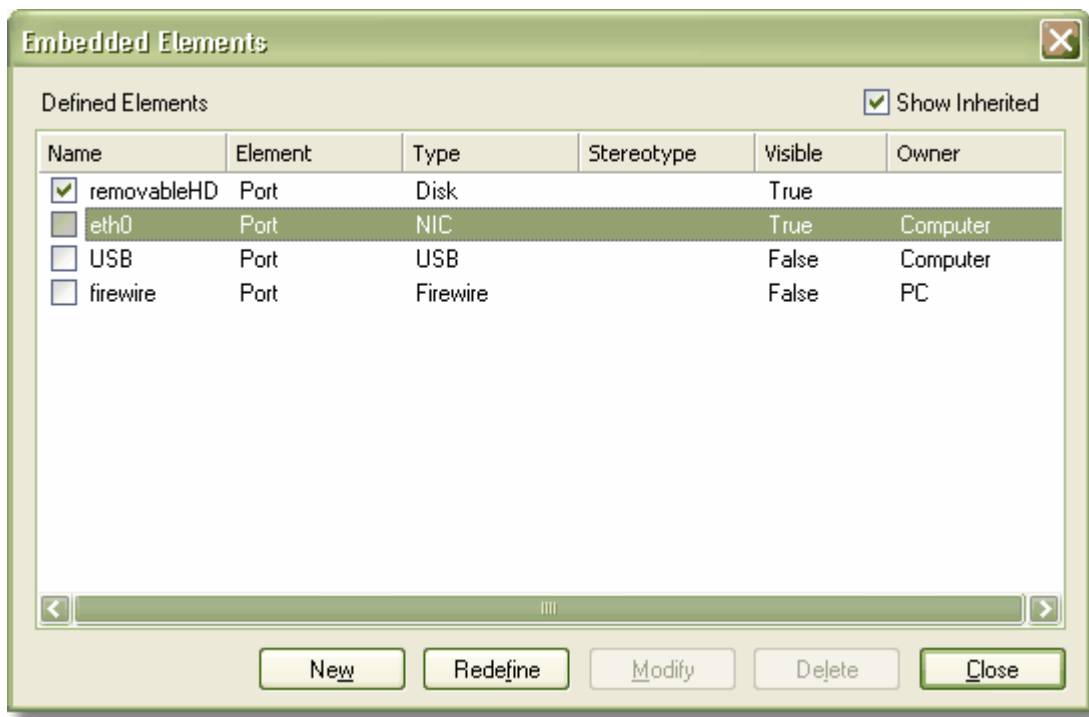 Embedded Elements
Defined Elements Show Inherited
Name Element Type Stereotype Visible Owner
removableHD Port Disk True
eth0 Port NIC True Computer
USB Port USB False Computer
firewire Port Firewire False PC
New Redefine Modify Delete Close